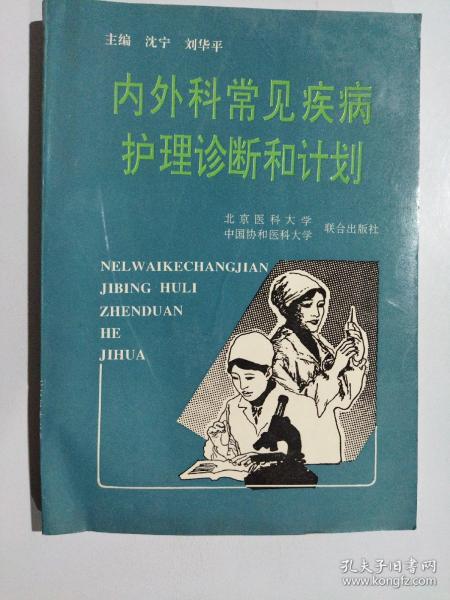 主编 沈宁 刘华平
内外科常见疾病
护理诊断和计划
北京医科大学
中国协和医科大学 联合出版社
NELWAIKECHANGJIAN
JIBING HULI
ZHENDUAN
HE
JIHUA
孔夫子旧书网
www.kongfz.com